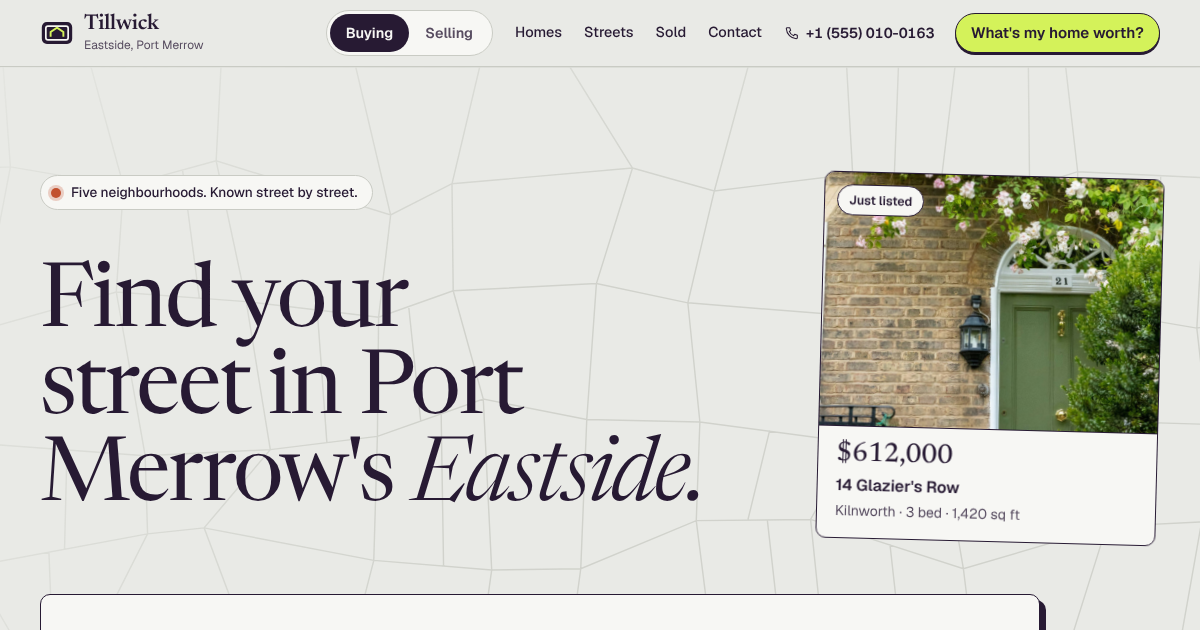 Tillwick
Eastside, Port Merrow
Buying
Selling
Homes
Streets
Sold
Contact
+1 (555) 010-0163
What's my home worth?
Five neighbourhoods. Known street by street.
Find your
street in Port
Merrow's Eastside.
Just listed
21
$612,000
14 Glazier's Row
Kilnworth · 3 bed · 1,420 sq ft